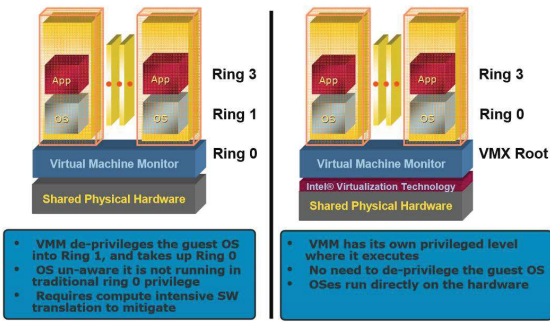 App
App
Ring 3
OS
OS
Ring 1
Virtual Machine Monitor
Ring 0
Shared Physical Hardware
• VMM de-privileges the guest OS
into Ring 1, and takes up Ring 0
• OS un-aware it is not running in
traditional ring 0 privilege
• Requires compute intensive SW
translation to mitigate
App
App
Ring 3
OS
OS
Ring 0
Virtual Machine Monitor
VMX Root
Intel® Virtualization Technology
Shared Physical Hardware
• VMM has its own privileged level
where it executes
• No need to de-privilege the guest OS
• OSes run directly on the hardware